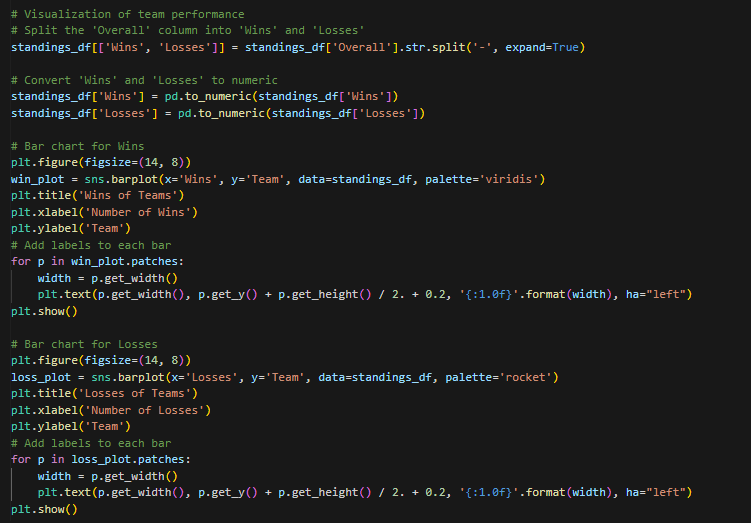 # Visualization of team performance
# Split the 'Overall' column into 'Wins' and 'Losses'
standings_df[['Wins', 'Losses']] = standings_df['Overall'].str.split('-', expand=True)

# Convert 'Wins' and 'Losses' to numeric
standings_df['Wins'] = pd.to_numeric(standings_df['Wins'])
standings_df['Losses'] = pd.to_numeric(standings_df['Losses'])

# Bar chart for Wins
plt.figure(figsize=(14, 8))
win_plot = sns.barplot(x='Wins', y='Team', data=standings_df, palette='viridis')
plt.title('Wins of Teams')
plt.xlabel('Number of Wins')
plt.ylabel('Team')
# Add labels to each bar
for p in win_plot.patches:
    width = p.get_width()
    plt.text(p.get_width(), p.get_y() + p.get_height() / 2. + 0.2, '{:1.0f}'.format(width), ha="left")
plt.show()

# Bar chart for Losses
plt.figure(figsize=(14, 8))
loss_plot = sns.barplot(x='Losses', y='Team', data=standings_df, palette='rocket')
plt.title('Losses of Teams')
plt.xlabel('Number of Losses')
plt.ylabel('Team')
# Add labels to each bar
for p in loss_plot.patches:
    width = p.get_width()
    plt.text(p.get_width(), p.get_y() + p.get_height() / 2. + 0.2, '{:1.0f}'.format(width), ha="left")
plt.show()